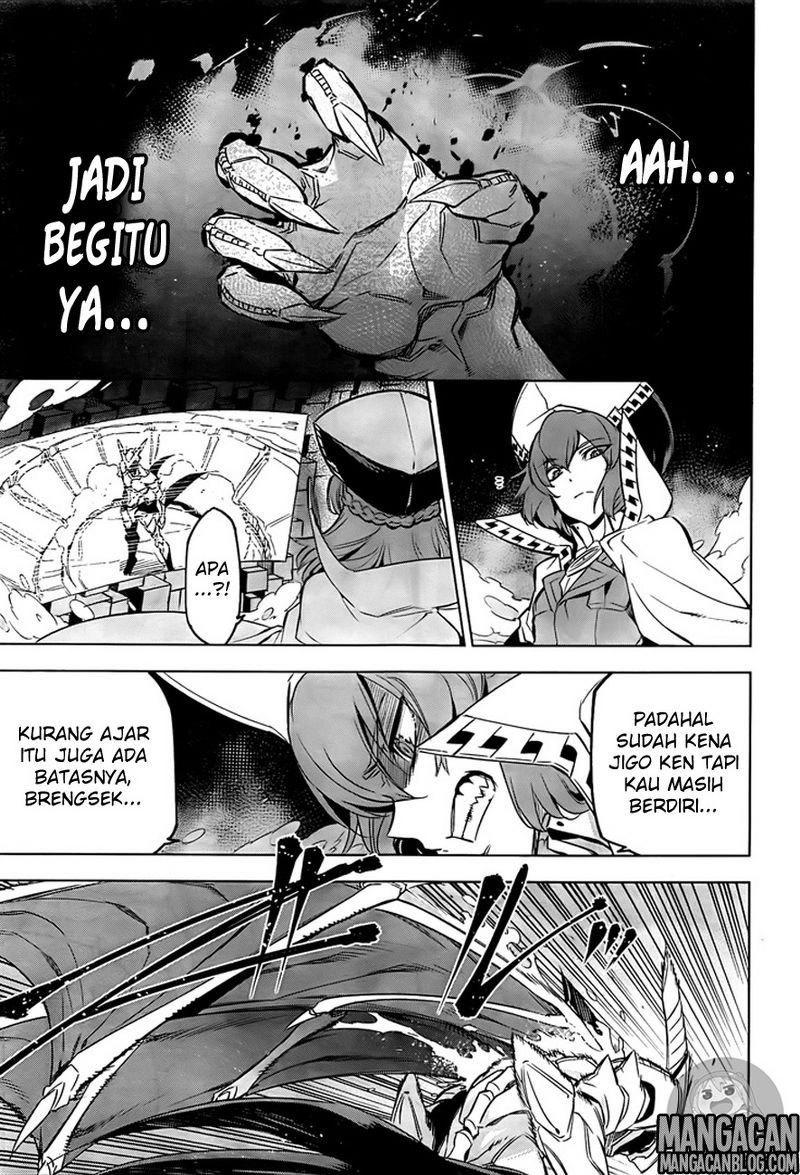 AAH...
JADI
BEGITU
YA...
APA
...?!
PADAHAL
SUDAH KENA
JIGO KEN TAPI
KAU MASIH
BERDIRI...
KURANG AJAR
ITU JUGA ADA
BATASNYA,
BRENGSEK...
MANGACAN
MANGACANBLOG.COM